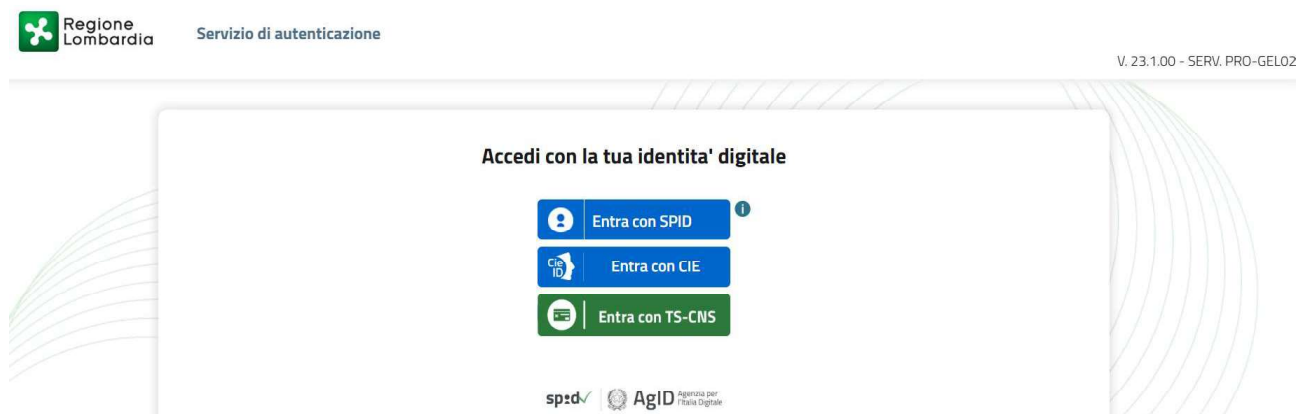 Regione
Lombardia
Servizio di autenticazione
V. 23.1.00 - SERV. PRO-GEL02
Accedi con la tua identita' digitale
Entra con SPID
i
Cie
ID
Entra con CIE
Entra con TS-CNS
sp:d
AgID
Agenzia per
l'Italia Digitale